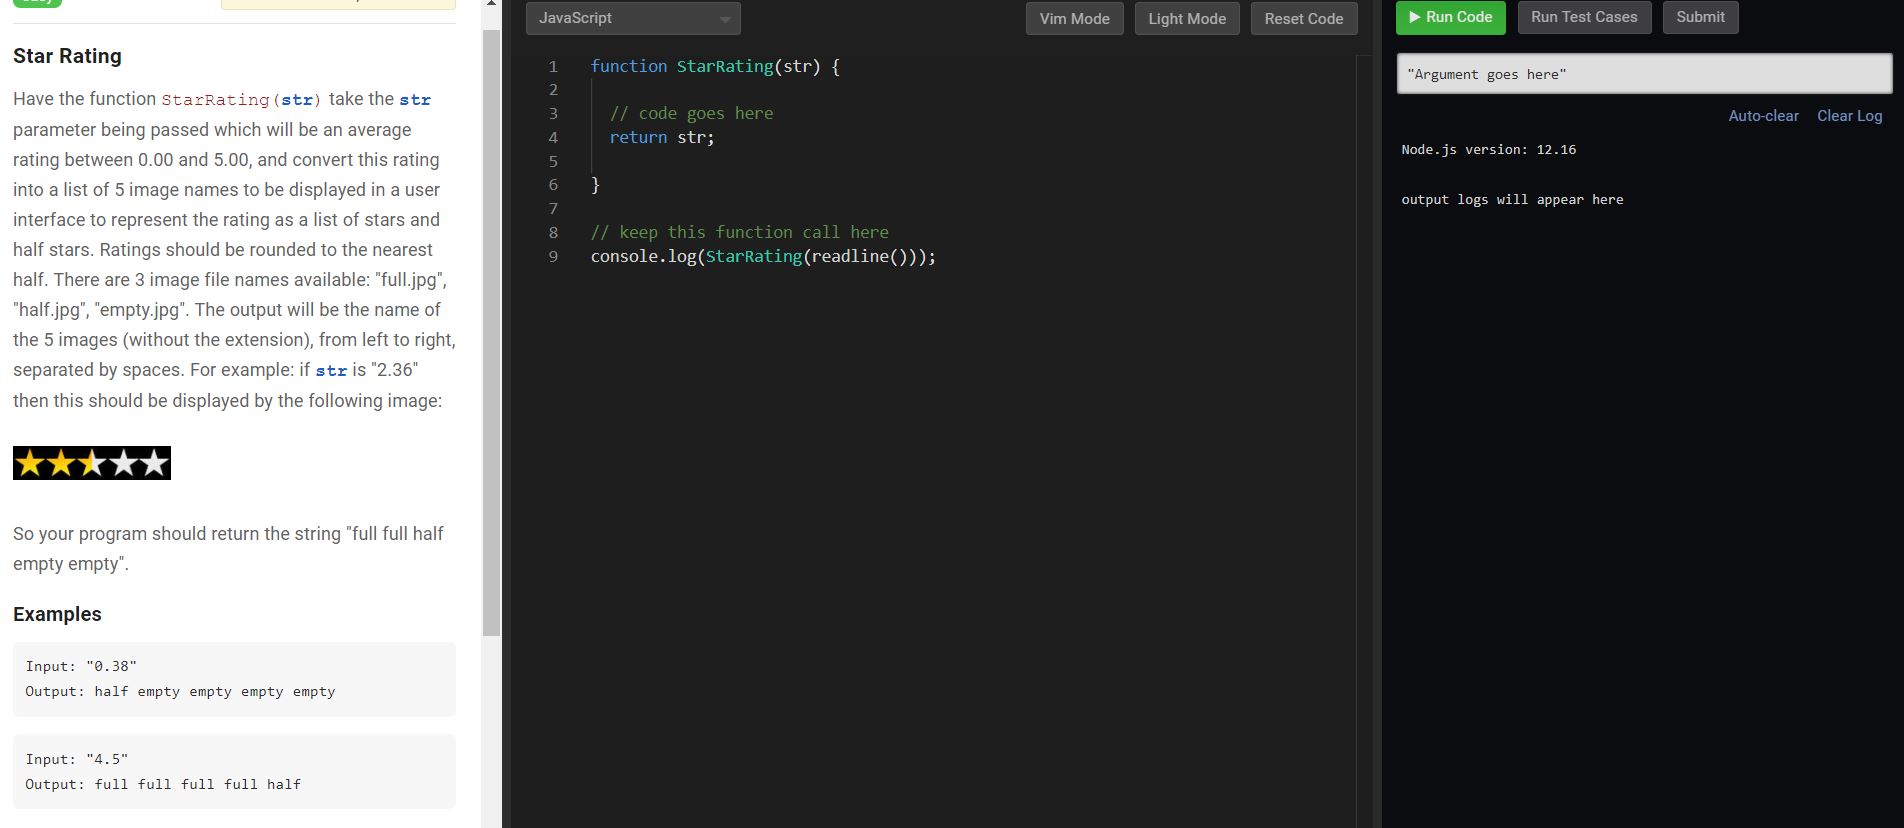 Star Rating
Have the function StarRating(str) take the str
parameter being passed which will be an average
rating between 0.00 and 5.00, and convert this rating
into a list of 5 image names to be displayed in a user
interface to represent the rating as a list of stars and
half stars. Ratings should be rounded to the nearest
half. There are 3 image file names available: "full.jpg",
"half.jpg", "empty.jpg". The output will be the name of
the 5 images (without the extension), from left to right,
separated by spaces. For example: if str is "2.36"
then this should be displayed by the following image:
So your program should return the string "full full half
empty empty".
Examples
Input: "0.38"
Output: half empty empty empty empty
Input: "4.5"
Output: full full full full half
JavaScript
Vim Mode
Light Mode
Reset Code
1 function StarRating(str) {
2
3 // code goes here
4 return str;
5
6 }
7
8 // keep this function call here
9 console.log(StarRating(readline()));
Run Code
Run Test Cases
Submit
"Argument goes here"
Auto-clear
Clear Log
Node.js version: 12.16
output logs will appear here